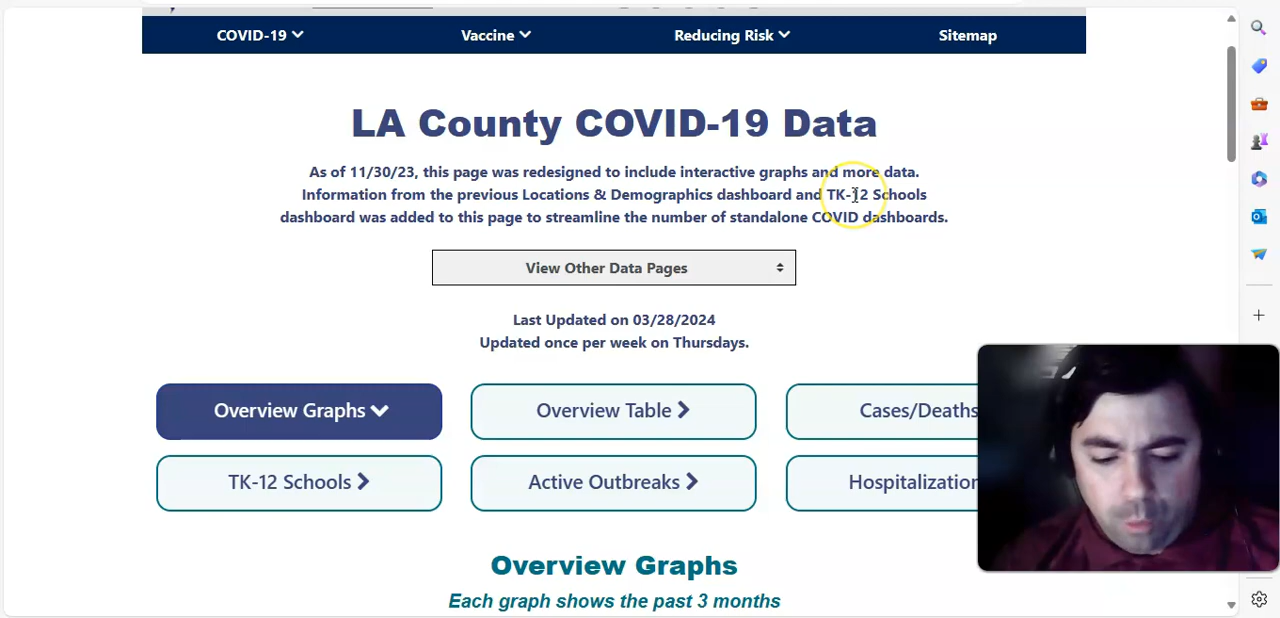 COVID-19 Vaccine Reducing Risk Sitemap
LA County COVID-19 Data
As of 11/30/23, this page was redesigned to include interactive graphs and more data.
Information from the previous Locations & Demographics dashboard and TK-12 Schools
dashboard was added to this page to streamline the number of standalone COVID dashboards.
View Other Data Pages
Last Updated on 03/28/2024
Updated once per week on Thursdays.
Overview Graphs Overview Table Cases/Deaths
TK-12 Schools Active Outbreaks Hospitalization
Overview Graphs
Each graph shows the past 3 months